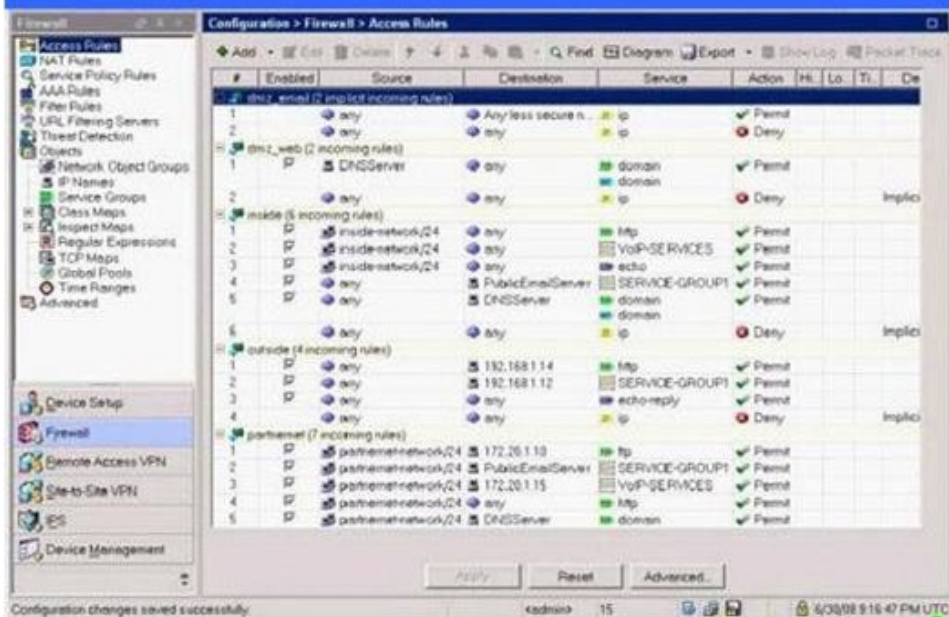 Firewall
Access Rules
NAT Rules
Service Policy Rules
AAA Rules
Filter Rules
URL Filtering Servers
Threat Detection
Objects
Network Object Groups
IP Names
Service Groups
Class Maps
Inspect Maps
Regular Expressions
TCP Maps
Global Pools
Time Ranges
Advanced
Device Setup
Firewall
Remote Access VPN
Site-to-Site VPN
IPS
Device Management
Configuration > Firewall > Access Rules
Add Edit Delete Find Diagram Export Show Log Packet Trace
# Enabled Source Destination Service Action Hi... Lo... Ti... De
dmz_email (2 implicit incoming rules)
1 any Any less secure n... ip Permit
2 any any ip Deny
dmz_web (2 incoming rules)
1 DNSServer any domain Permit
domain
2 any any ip Deny Implici
inside (6 incoming rules)
1 inside-network/24 any http Permit
2 inside-network/24 any VoIP-SERVICES Permit
3 inside-network/24 any echo Permit
4 any PublicEmailServer SERVICE-GROUP1 Permit
5 any DNSServer domain Permit
domain
6 any any ip Deny Implici
outside (4 incoming rules)
1 any 192.168.1.14 http Permit
2 any 192.168.1.12 SERVICE-GROUP1 Permit
3 any any echo-reply Permit
4 any any ip Deny Implici
partnernet (7 incoming rules)
1 partnernet-network/24 172.20.1.10 ftp Permit
2 partnernet-network/24 PublicEmailServer SERVICE-GROUP1 Permit
3 partnernet-network/24 172.20.1.15 VoIP-SERVICES Permit
4 partnernet-network/24 any http Permit
5 partnernet-network/24 DNSServer domain Permit
Apply Reset Advanced...
Configuration changes saved successfully. <admin> 15 6/30/08 9:16:47 PM UTC